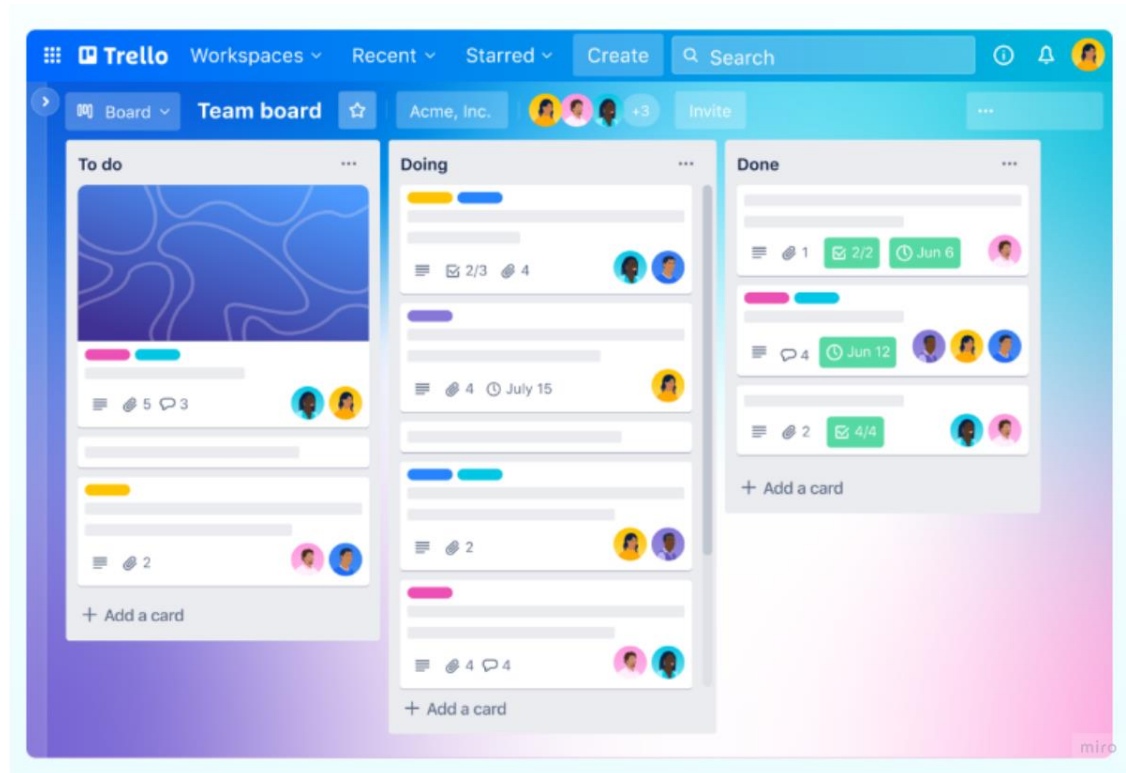 Trello Workspaces Recent Starred Create Search
Board Team board Acme, Inc. +3 Invite
To do
5 3
2
+ Add a card
Doing
2/3 4
4 July 15
2
4 4
+ Add a card
Done
1 2/2 Jun 6
4 Jun 12
2 4/4
+ Add a card
miro